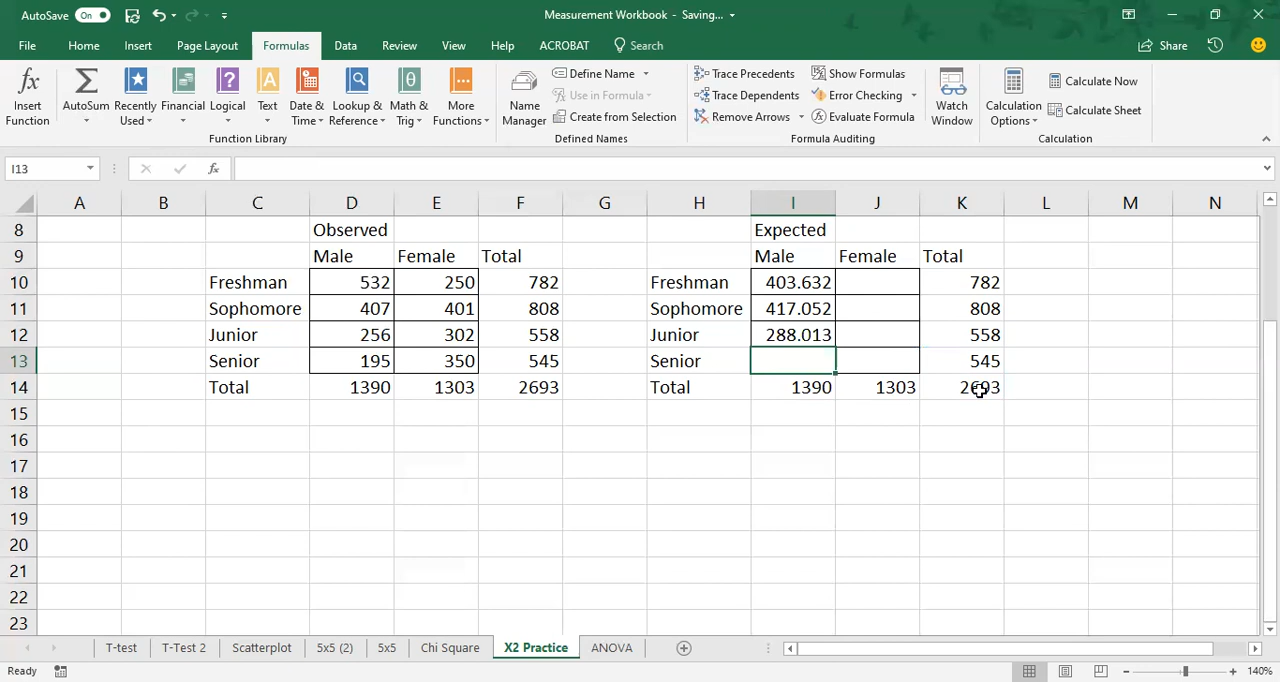 AutoSave On Measurement Workbook - Saving...
File Home Insert Page Layout Formulas Data Review View Help ACROBAT Search Share
Insert Function
AutoSum
Recently Used
Financial
Logical
Text
Date & Time
Lookup & Reference
Math & Trig
More Functions
Function Library
Name Manager
Define Name
Use in Formula
Create from Selection
Defined Names
Trace Precedents
Trace Dependents
Remove Arrows
Show Formulas
Error Checking
Evaluate Formula
Formula Auditing
Watch Window
Calculation Options
Calculate Now
Calculate Sheet
Calculation
I13 fx
A B C D E F G H I J K L M N
8 Observed Expected
9 Male Female Total Male Female Total
10 Freshman 532 250 782 Freshman 403.632 782
11 Sophomore 407 401 808 Sophomore 417.052 808
12 Junior 256 302 558 Junior 288.013 558
13 Senior 195 350 545 Senior 545
14 Total 1390 1303 2693 Total 1390 1303 2693
15
16
17
18
19
20
21
22
23
T-test T-Test 2 Scatterplot 5x5 (2) 5x5 Chi Square X2 Practice ANOVA
Ready 140%